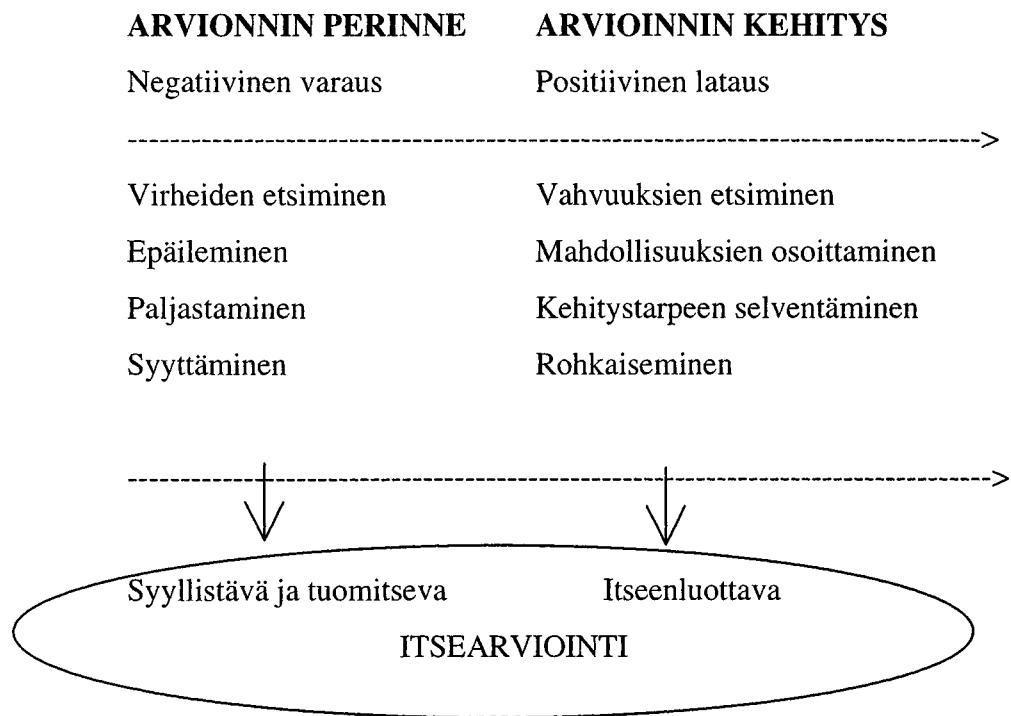 ARVIONNIN PERINNE ARVIOINNIN KEHITYS
Negatiivinen varaus Positiivinen lataus
Virheiden etsiminen Vahvuuksien etsiminen
Epäileminen Mahdollisuuksien osoittaminen
Paljastaminen Kehitystarpeen selventäminen
Syyttäminen Rohkaiseminen
Syyllistävä ja tuomitseva Itseenluottava
ITSEARVIOINTI